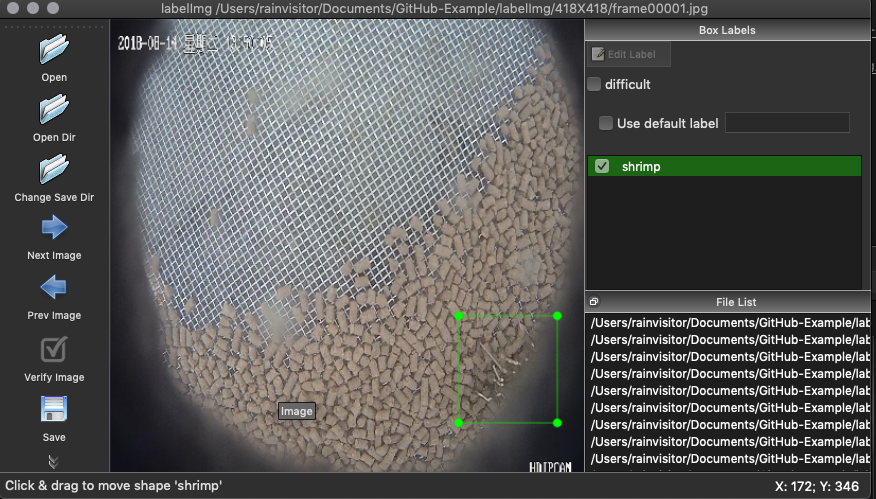 labelImg /Users/rainvisitor/Documents/GitHub-Example/labelImg/418X418/frame00001.jpg
Open
Open Dir
Change Save Dir
Next Image
Prev Image
Verify Image
Save
2018-08-14 星期二
Image
HDIPCAM
Box Labels
Edit Label
difficult
Use default label
shrimp
File List
/Users/rainvisitor/Documents/GitHub-Example/lab
/Users/rainvisitor/Documents/GitHub-Example/lab
/Users/rainvisitor/Documents/GitHub-Example/lab
/Users/rainvisitor/Documents/GitHub-Example/lab
/Users/rainvisitor/Documents/GitHub-Example/lab
/Users/rainvisitor/Documents/GitHub-Example/lab
/Users/rainvisitor/Documents/GitHub-Example/lab
/Users/rainvisitor/Documents/GitHub-Example/lab
/Users/rainvisitor/Documents/GitHub-Example/lab
Click & drag to move shape 'shrimp'
X: 172; Y: 346